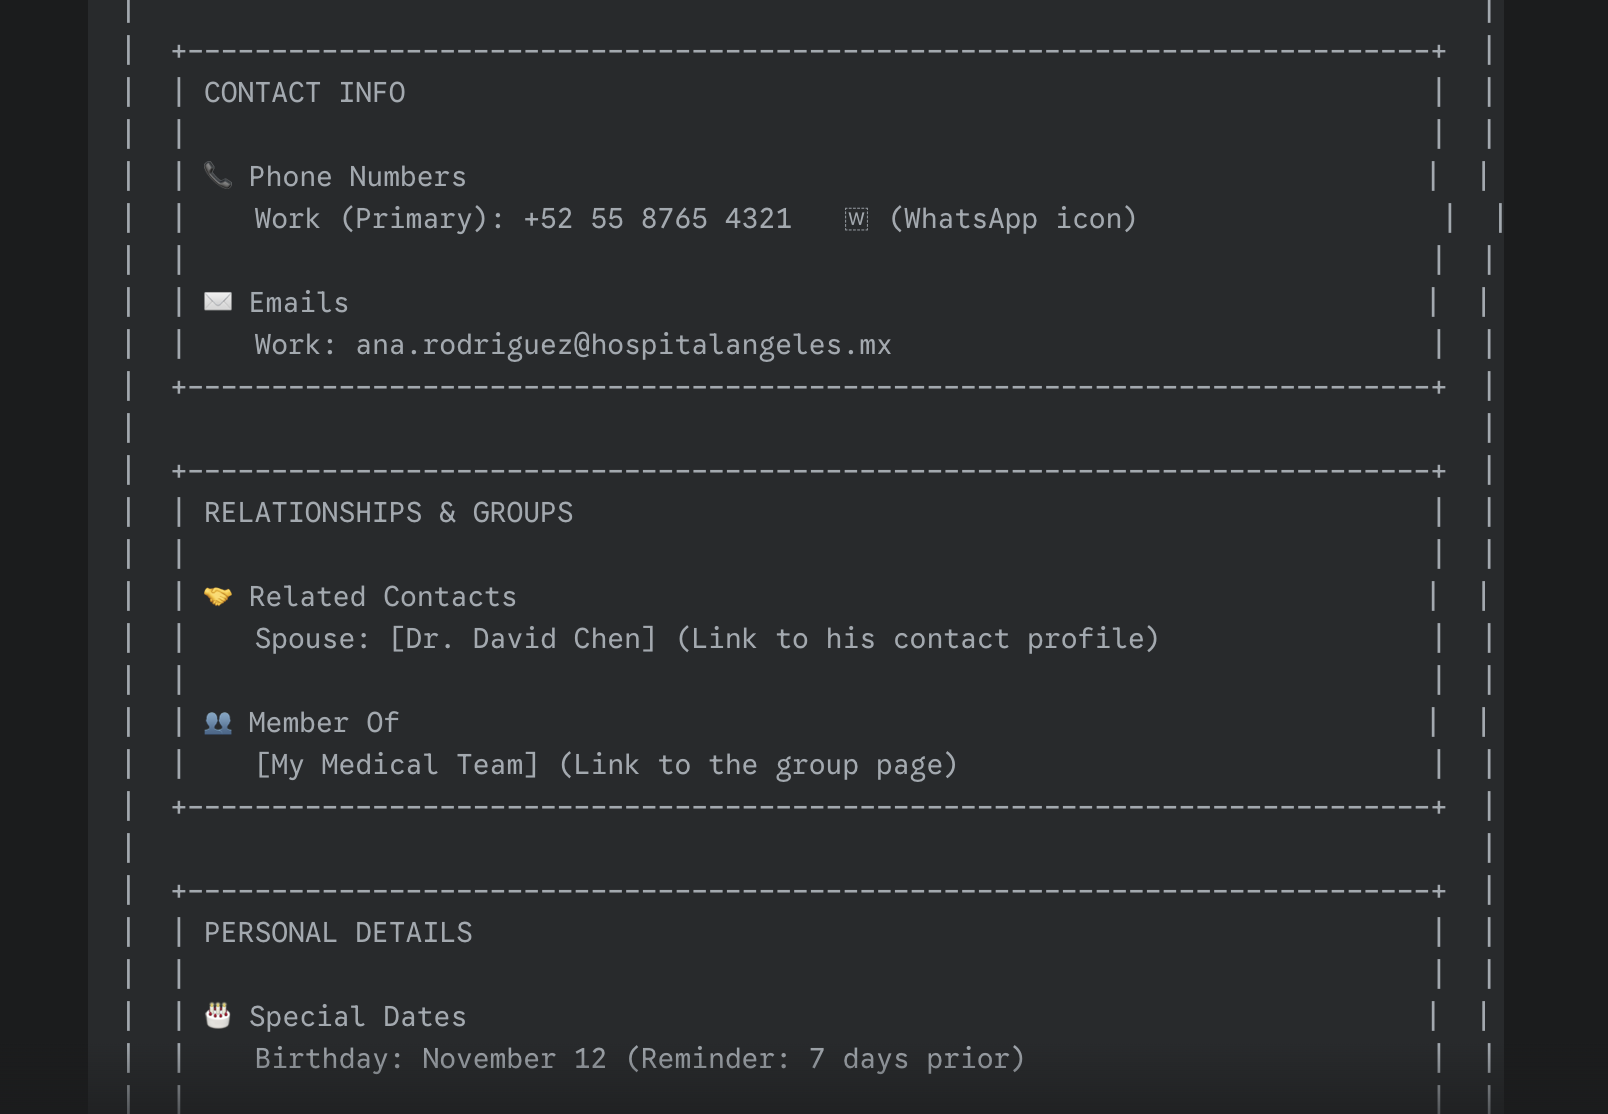 CONTACT INFO
📞 Phone Numbers
Work (Primary): +52 55 8765 4321 🅆 (WhatsApp icon)
✉️ Emails
Work: ana.rodriguez@hospitalangeles.mx
RELATIONSHIPS & GROUPS
🤝 Related Contacts
Spouse: [Dr. David Chen] (Link to his contact profile)
👥 Member Of
[My Medical Team] (Link to the group page)
PERSONAL DETAILS
🎂 Special Dates
Birthday: November 12 (Reminder: 7 days prior)